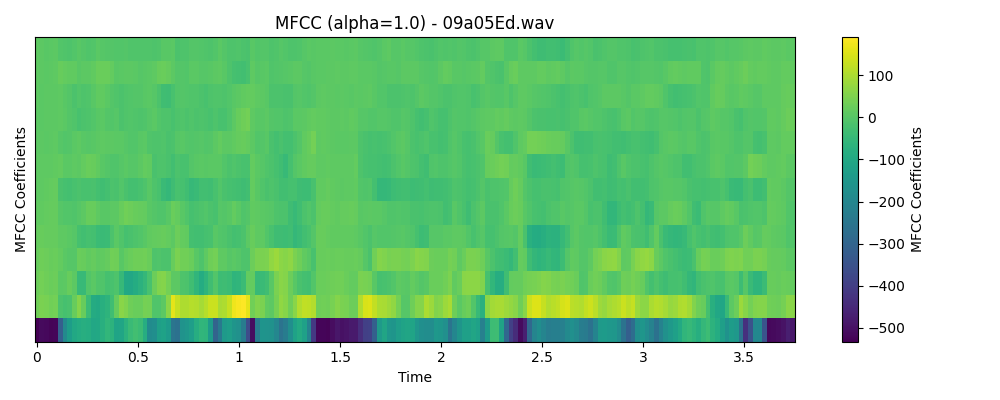 MFCC (alpha=1.0) - 09a05Ed.wav
MFCC Coefficients
0 0.5 1 1.5 2 2.5 3 3.5
Time
100
0
−100
−200
−300
−400
−500
MFCC Coefficients